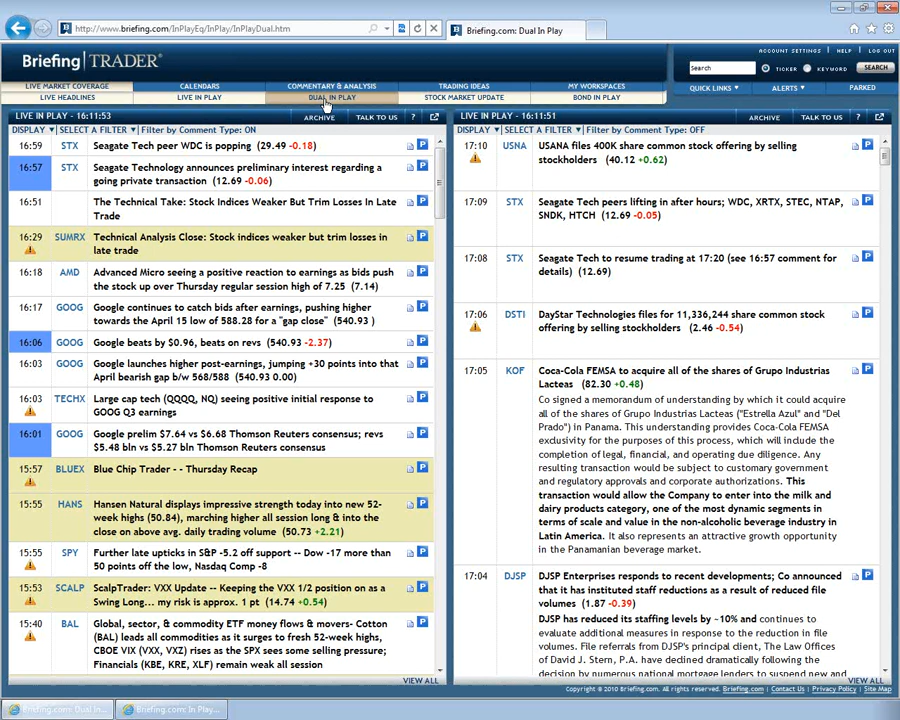 http://www.briefing.com/InPlayEq/InPlay/InPlayDual.htm
Briefing.com: Dual In Play
Briefing TRADER®
ACCOUNT SETTINGS | HELP | LOG OUT
Search
TICKER KEYWORD SEARCH
LIVE MARKET COVERAGE CALENDARS COMMENTARY & ANALYSIS TRADING IDEAS MY WORKSPACES QUICK LINKS ALERTS PARKED
LIVE HEADLINES LIVE IN PLAY DUAL IN PLAY STOCK MARKET UPDATE BOND IN PLAY
LIVE IN PLAY - 16:11:53 ARCHIVE TALK TO US ?
DISPLAY SELECT A FILTER Filter by Comment Type: ON
16:59 STX Seagate Tech peer WDC is popping (29.49 -0.18) P
16:57 STX Seagate Technology announces preliminary interest regarding a P
going private transaction (12.69 -0.06)
16:51 The Technical Take: Stock Indices Weaker But Trim Losses In Late P
Trade
16:29 SUMRX Technical Analysis Close: Stock indices weaker but trim losses in P
late trade
16:18 AMD Advanced Micro seeing a positive reaction to earnings as bids push P
the stock up over Thursday regular session high of 7.25 (7.14)
16:17 GOOG Google continues to catch bids after earnings, pushing higher P
towards the April 15 low of 588.28 for a "gap close" (540.93 )
16:06 GOOG Google beats by $0.96, beats on revs (540.93 -2.37) P
16:03 GOOG Google launches higher post-earnings, jumping +30 points into that P
April bearish gap b/w 568/588 (540.93 0.00)
16:03 TECHX Large cap tech (QQQQ, NQ) seeing positive initial response to P
GOOG Q3 earnings
16:01 GOOG Google prelim $7.64 vs $6.68 Thomson Reuters consensus; revs P
$5.48 bln vs $5.27 bln Thomson Reuters consensus
15:57 BLUEX Blue Chip Trader - - Thursday Recap P
15:55 HANS Hansen Natural displays impressive strength today into new 52- P
week highs (50.84), marching higher all session long & into the
close on above avg. daily trading volume (50.73 +2.21)
15:55 SPY Further late upticks in S&P -5.2 off support -- Dow -17 more than P
50 points off the low, Nasdaq Comp -8
15:53 SCALP ScalpTrader: VXX Update -- Keeping the VXX 1/2 position on as a P
Swing Long... my risk is approx. 1 pt (14.74 +0.54)
15:40 BAL Global, sector, & commodity ETF money flows & movers- Cotton P
(BAL) leads all commodities as it surges to fresh 52-week highs,
CBOE VIX (VXX, VXZ) rises as the SPX sees some selling pressure;
Financials (KBE, KRE, XLF) remain weak all session
VIEW ALL
LIVE IN PLAY - 16:11:51 ARCHIVE TALK TO US ?
DISPLAY SELECT A FILTER Filter by Comment Type: OFF
17:10 USNA USANA files 400K share common stock offering by selling P
stockholders (40.12 +0.62)
17:09 STX Seagate Tech peers lifting in after hours; WDC, XRTX, STEC, NTAP, P
SNDK, HTCH (12.69 -0.05)
17:08 STX Seagate Tech to resume trading at 17:20 (see 16:57 comment for P
details) (12.69)
17:06 DSTI DayStar Technologies files for 11,336,244 share common stock P
offering by selling stockholders (2.46 -0.54)
17:05 KOF Coca-Cola FEMSA to acquire all of the shares of Grupo Industrias P
Lacteas (82.30 +0.48)
Co signed a memorandum of understanding by which it could acquire
all of the shares of Grupo Industrias Lacteas ("Estrella Azul" and "Del
Prado") in Panama. This understanding provides Coca-Cola FEMSA
exclusivity for the purposes of this process, which will include the
completion of legal, financial, and operating due diligence. Any
resulting transaction would be subject to customary government
and regulatory approvals and corporate authorizations. This
transaction would allow the Company to enter into the milk and
dairy products category, one of the most dynamic segments in
terms of scale and value in the non-alcoholic beverage industry in
Latin America. It also represents an attractive growth opportunity
in the Panamanian beverage market.
17:04 DJSP DJSP Enterprises responds to recent developments; Co announced P
that it has instituted staff reductions as a result of reduced file
volumes (1.87 -0.39)
DJSP has reduced its staffing levels by ~10% and continues to
evaluate additional measures in response to the reduction in file
volumes. File referrals from DJSP's principal client, The Law Offices
of David J. Stern, P.A. have declined dramatically following the
decision by numerous national mortgage lenders to suspend new and
VIEW ALL
Copyright © 2010 Briefing.com. All rights reserved. Briefing.com | Contact Us | Privacy Policy | Site Map
Briefing.com: Dual In... Briefing.com: In Play...